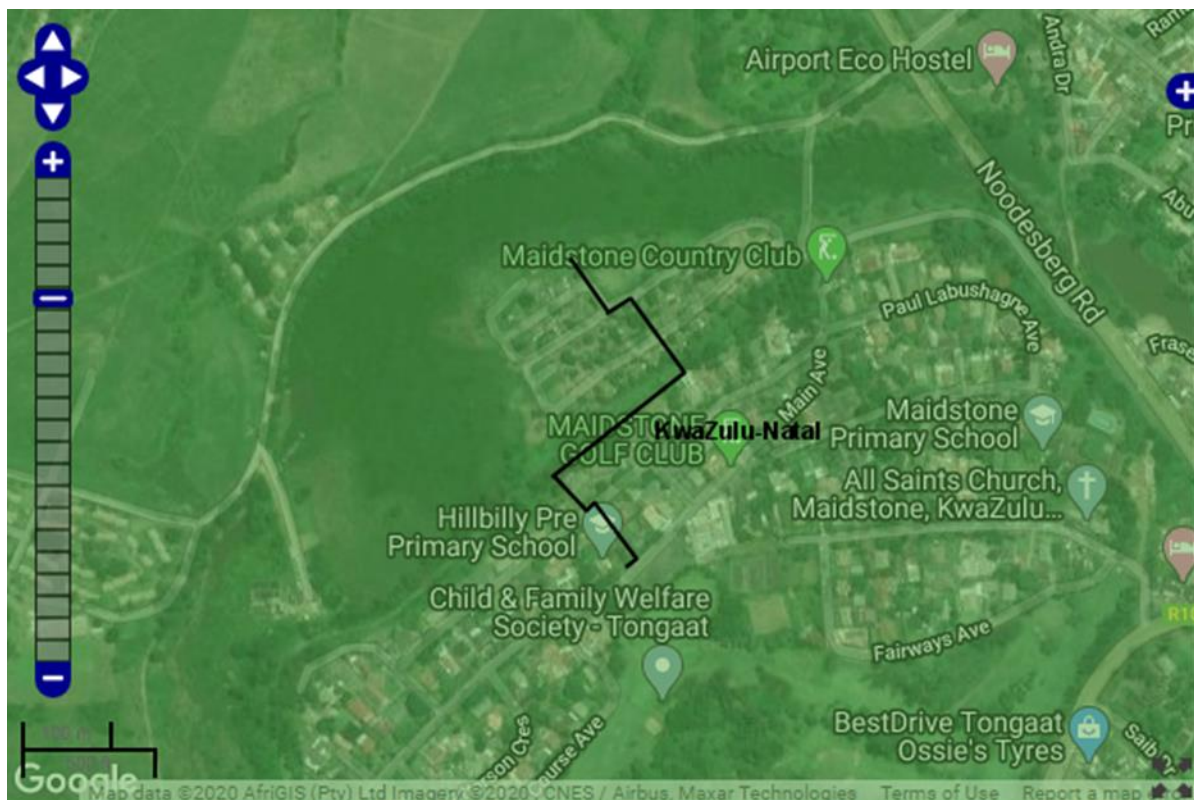 Airport Eco Hostel
Andra Dr
Noodesberg Rd
Maidstone Country Club
Paul Labushagne Ave
Main Ave
MAIDSTONE
GOLF CLUB
KwaZulu-Natal
Maidstone
Primary School
All Saints Church,
Maidstone, KwaZulu...
Hillbilly Pre
Primary School
Child & Family Welfare
Society - Tongaat
Fairways Ave
BestDrive Tongaat
Ossie's Tyres
Saib Dr
Google
Map data ©2020 AfriGIS (Pty) Ltd Imagery ©2020 , CNES / Airbus, Maxar Technologies Terms of Use Report a map